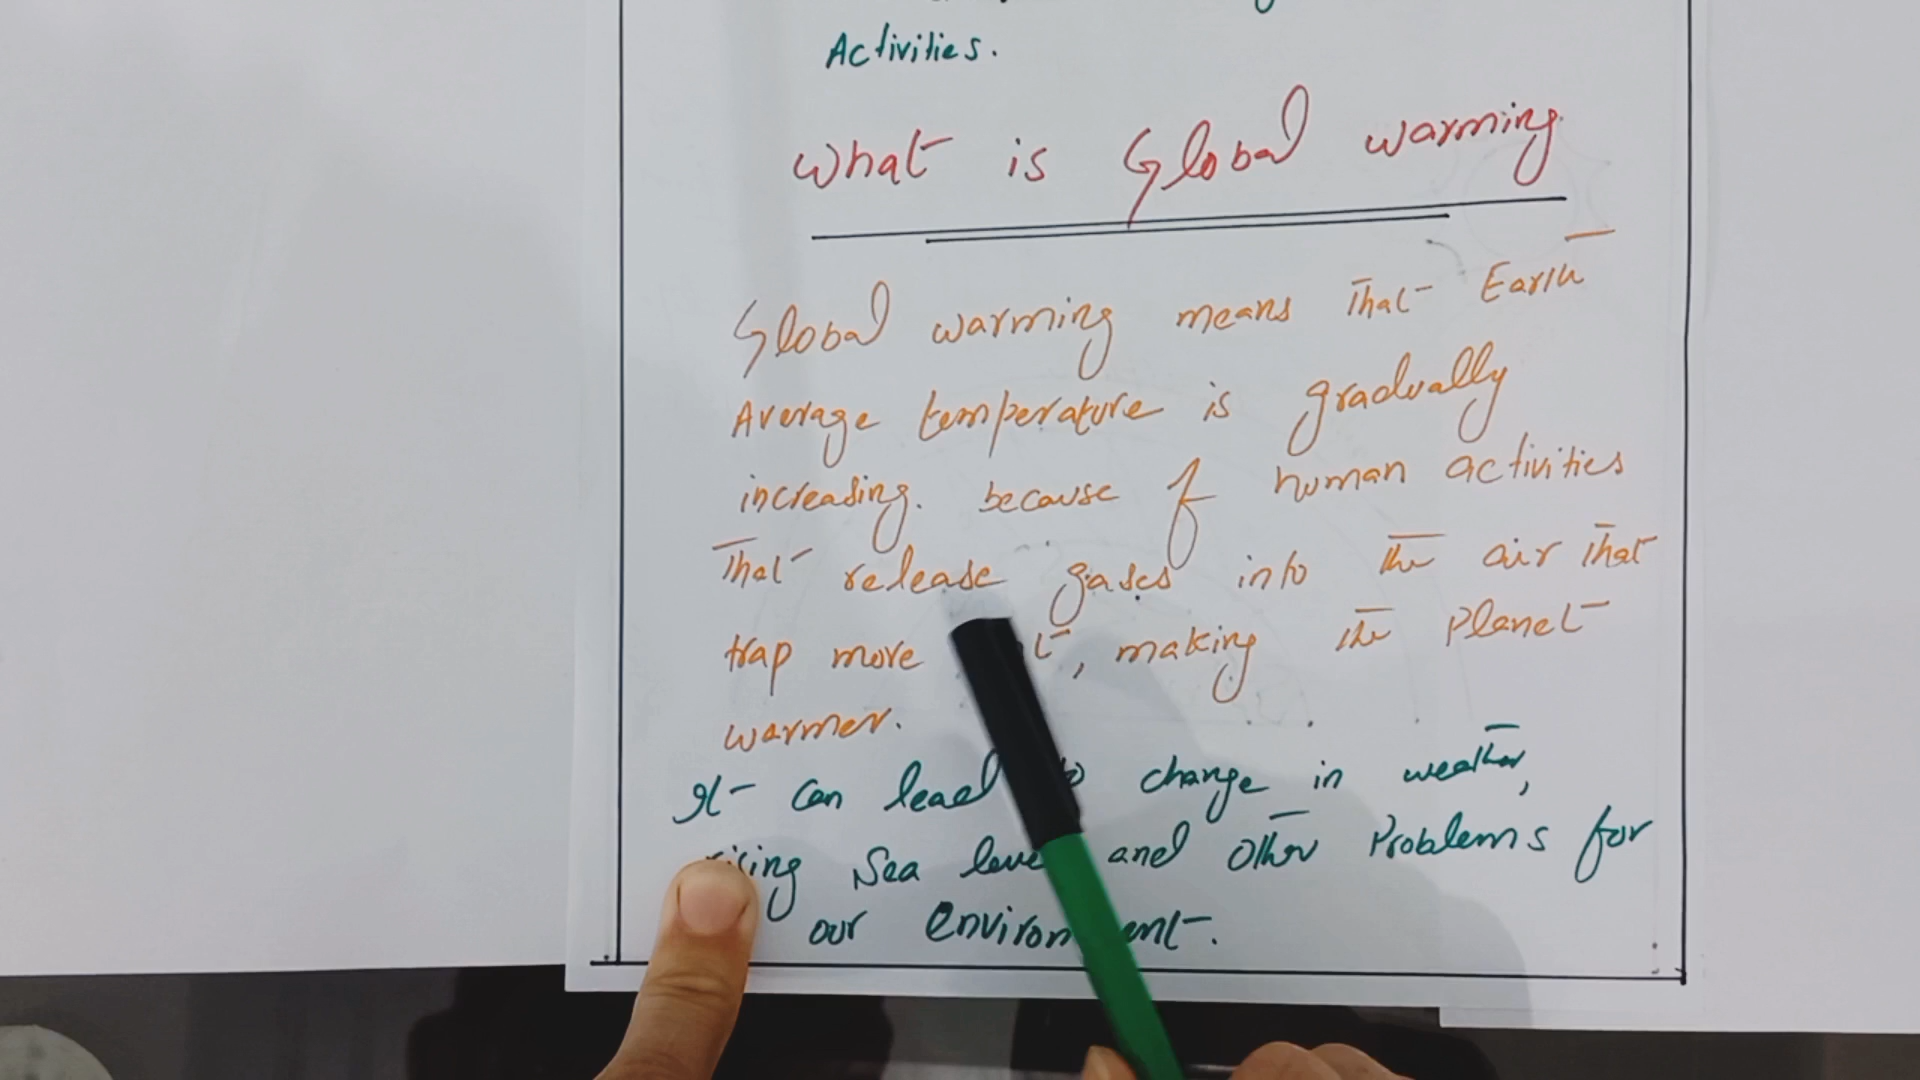 Activities.
What is Global warming
Global warming means That Earth
Average temperature is gradually
increasing. because of human activities
That release gases into the air that
trap more making the Planet
warmer.
It can lead to change in weather,
Sea and other Problems for
our